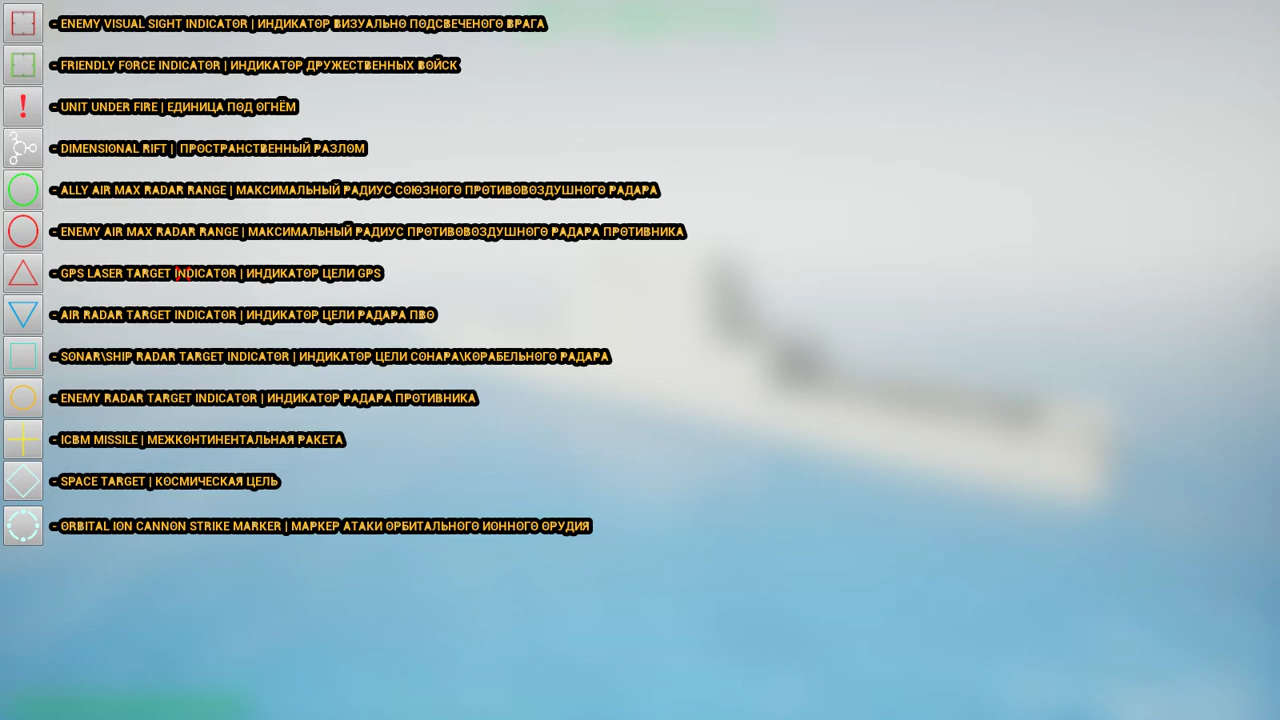 - ENEMY VISUAL SIGHT INDICATOR | ИНДИКАТОР ВИЗУАЛЬНО ПОДСВЕЧЕНОГО ВРАГА
- FRIENDLY FORCE INDICATOR | ИНДИКАТОР ДРУЖЕСТВЕННЫХ ВОЙСК
- UNIT UNDER FIRE | ЕДИНИЦА ПОД ОГНЁМ
- DIMENSIONAL RIFT | ПРОСТРАНСТВЕННЫЙ РАЗЛОМ
- ALLY AIR MAX RADAR RANGE | МАКСИМАЛЬНЫЙ РАДИУС СОЮЗНОГО ПРОТИВОВОЗДУШНОГО РАДАРА
- ENEMY AIR MAX RADAR RANGE | МАКСИМАЛЬНЫЙ РАДИУС ПРОТИВОВОЗДУШНОГО РАДАРА ПРОТИВНИКА
- GPS LASER TARGET INDICATOR | ИНДИКАТОР ЦЕЛИ GPS
- AIR RADAR TARGET INDICATOR | ИНДИКАТОР ЦЕЛИ РАДАРА ПВО
- SONAR\SHIP RADAR TARGET INDICATOR | ИНДИКАТОР ЦЕЛИ СОНАРА\КОРАБЕЛЬНОГО РАДАРА
- ENEMY RADAR TARGET INDICATOR | ИНДИКАТОР РАДАРА ПРОТИВНИКА
- ICBM MISSILE | МЕЖКОНТИНЕНТАЛЬНАЯ РАКЕТА
- SPACE TARGET | КОСМИЧЕСКАЯ ЦЕЛЬ
- ORBITAL ION CANNON STRIKE MARKER | МАРКЕР АТАКИ ОРБИТАЛЬНОГО ИОННОГО ОРУДИЯ